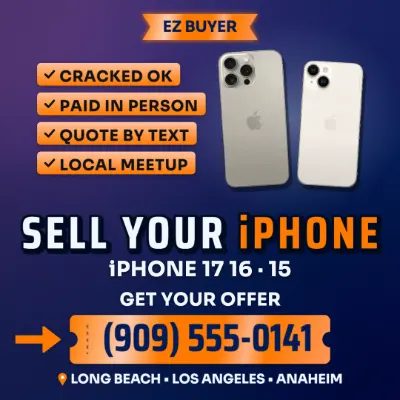 EZ BUYER
✓ CRACKED OK
✓ PAID IN PERSON
✓ QUOTE BY TEXT
✓ LOCAL MEETUP
SELL YOUR iPHONE
iPHONE 17 16 · 15
GET YOUR OFFER
(909) 555-0141
LONG BEACH • LOS ANGELES • ANAHEIM